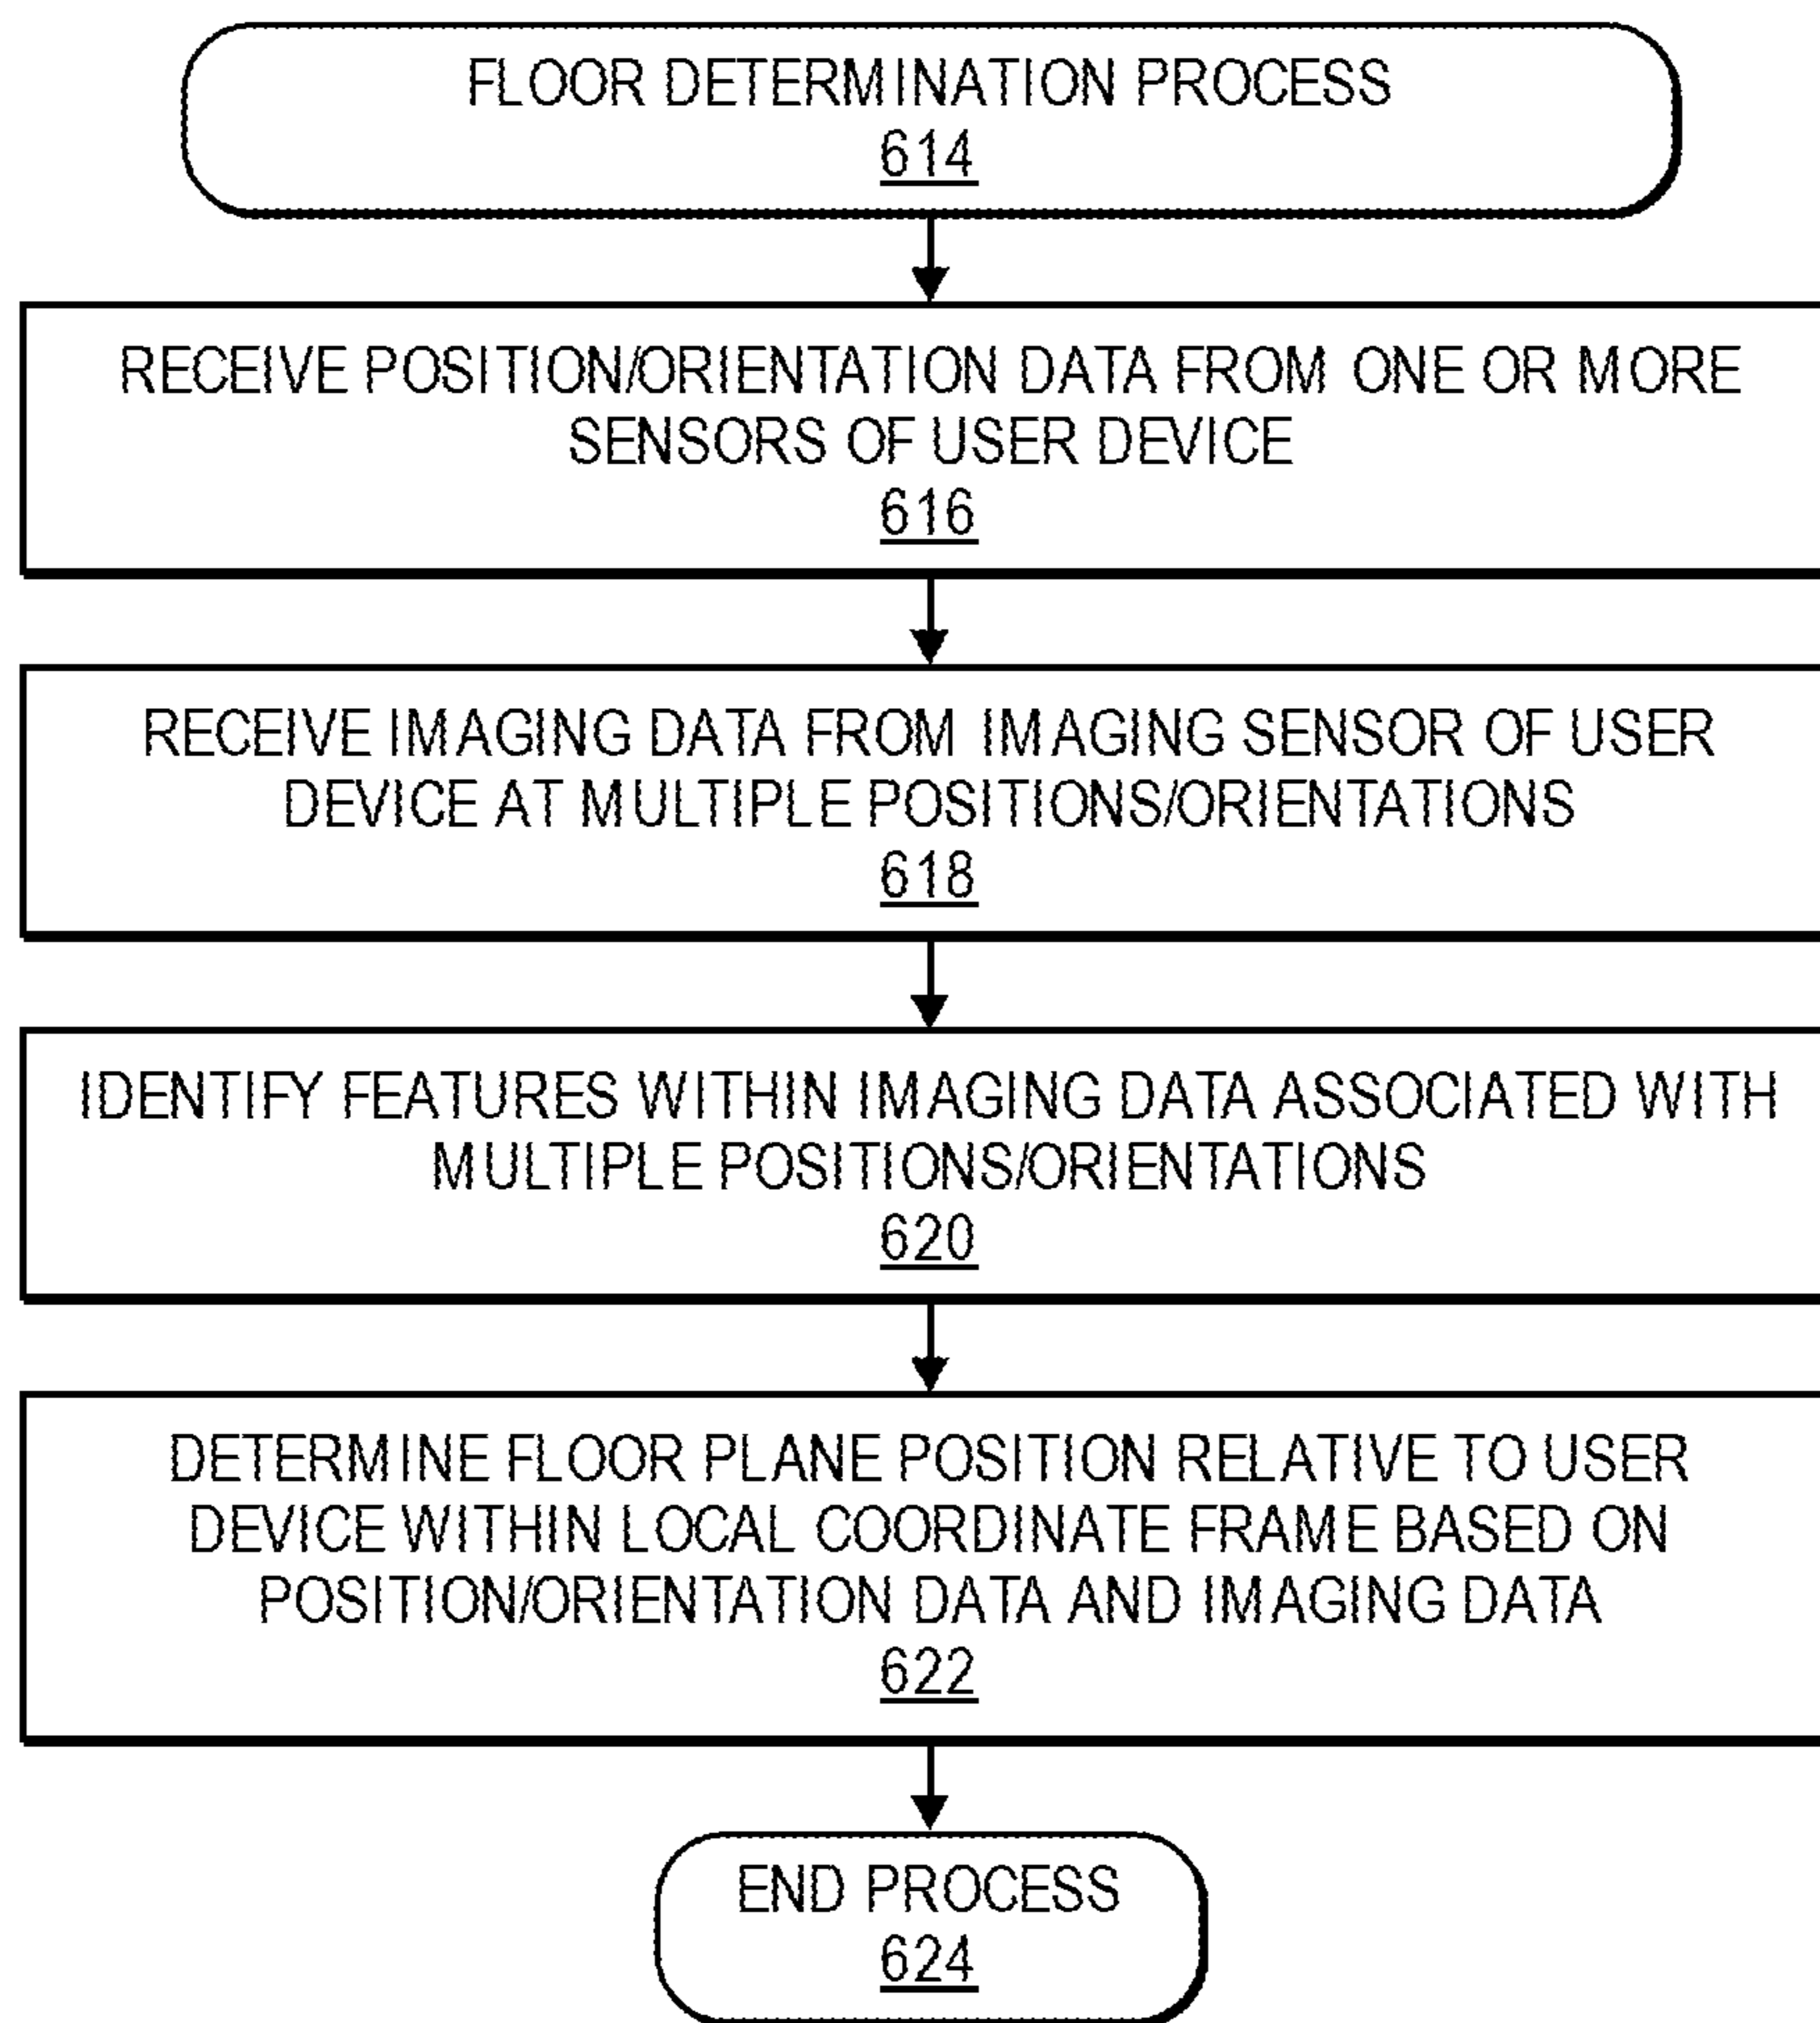 FLOOR DETERMINATION PROCESS
614
RECEIVE POSITION/ORIENTATION DATA FROM ONE OR MORE
SENSORS OF USER DEVICE
616
RECEIVE IMAGING DATA FROM IMAGING SENSOR OF USER
DEVICE AT MULTIPLE POSITIONS/ORIENTATIONS
618
IDENTIFY FEATURES WITHIN IMAGING DATA ASSOCIATED WITH
MULTIPLE POSITIONS/ORIENTATIONS
620
DETERMINE FLOOR PLANE POSITION RELATIVE TO USER
DEVICE WITHIN LOCAL COORDINATE FRAME BASED ON
POSITION/ORIENTATION DATA AND IMAGING DATA
622
END PROCESS
624